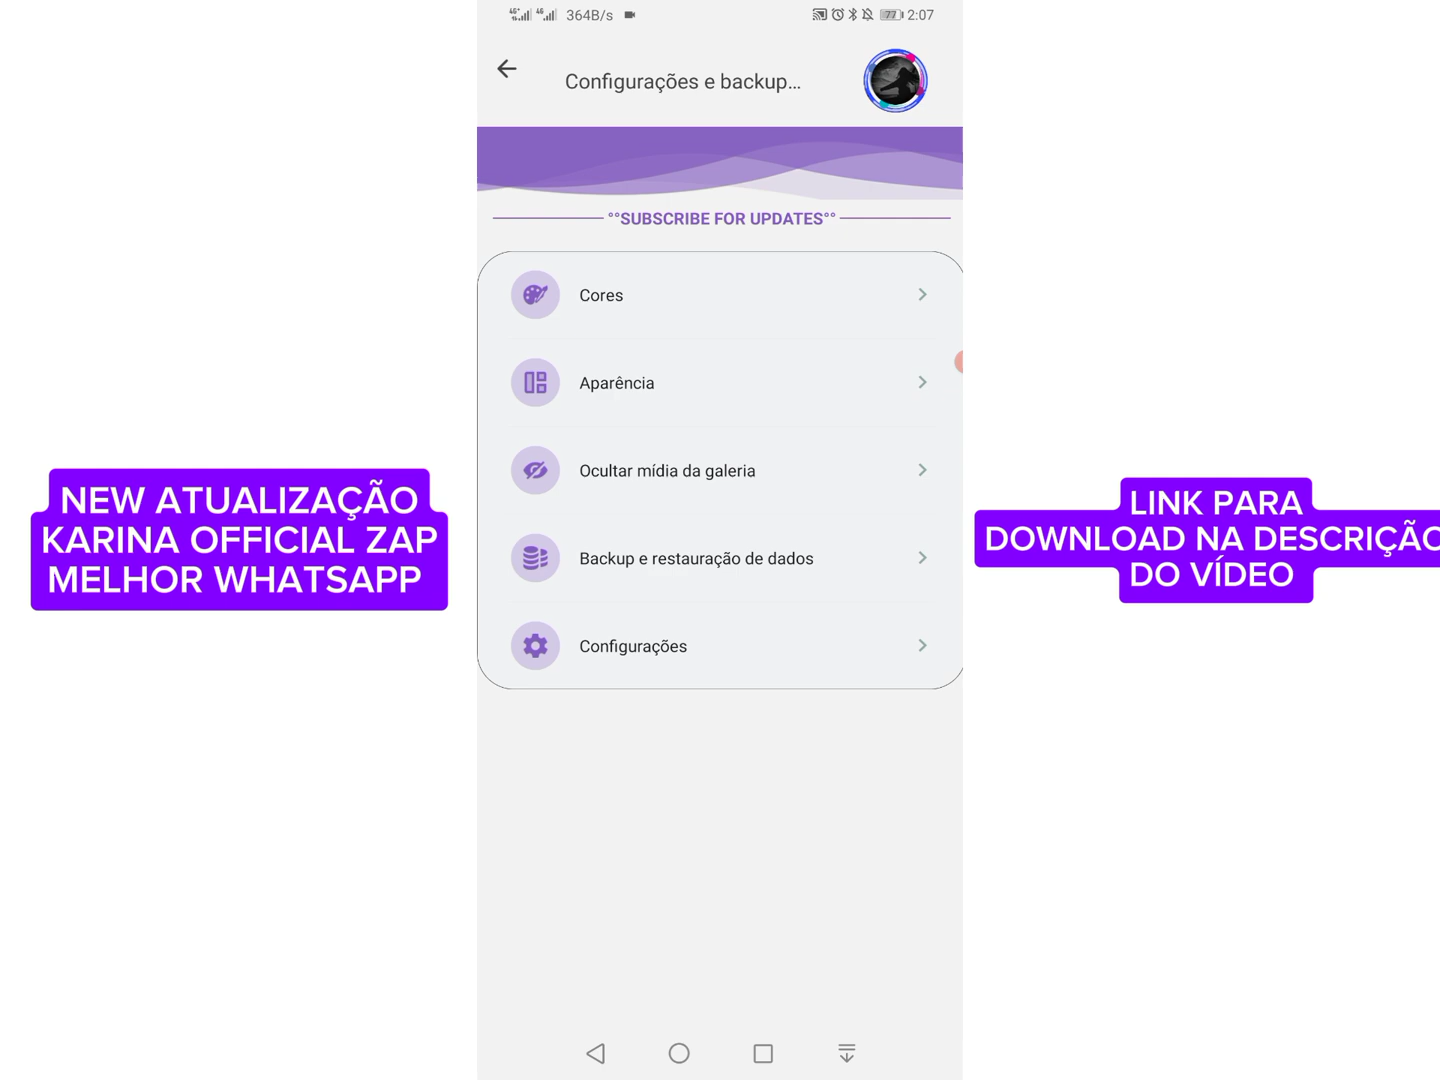 364B/s
77
2:07
Configurações e backup...
°°SUBSCRIBE FOR UPDATES°°
Cores
Aparência
Ocultar mídia da galeria
Backup e restauração de dados
Configurações
NEW ATUALIZAÇÃO
KARINA OFFICIAL ZAP
MELHOR WHATSAPP
LINK PARA
DOWNLOAD NA DESCRIÇÃO
DO VÍDEO